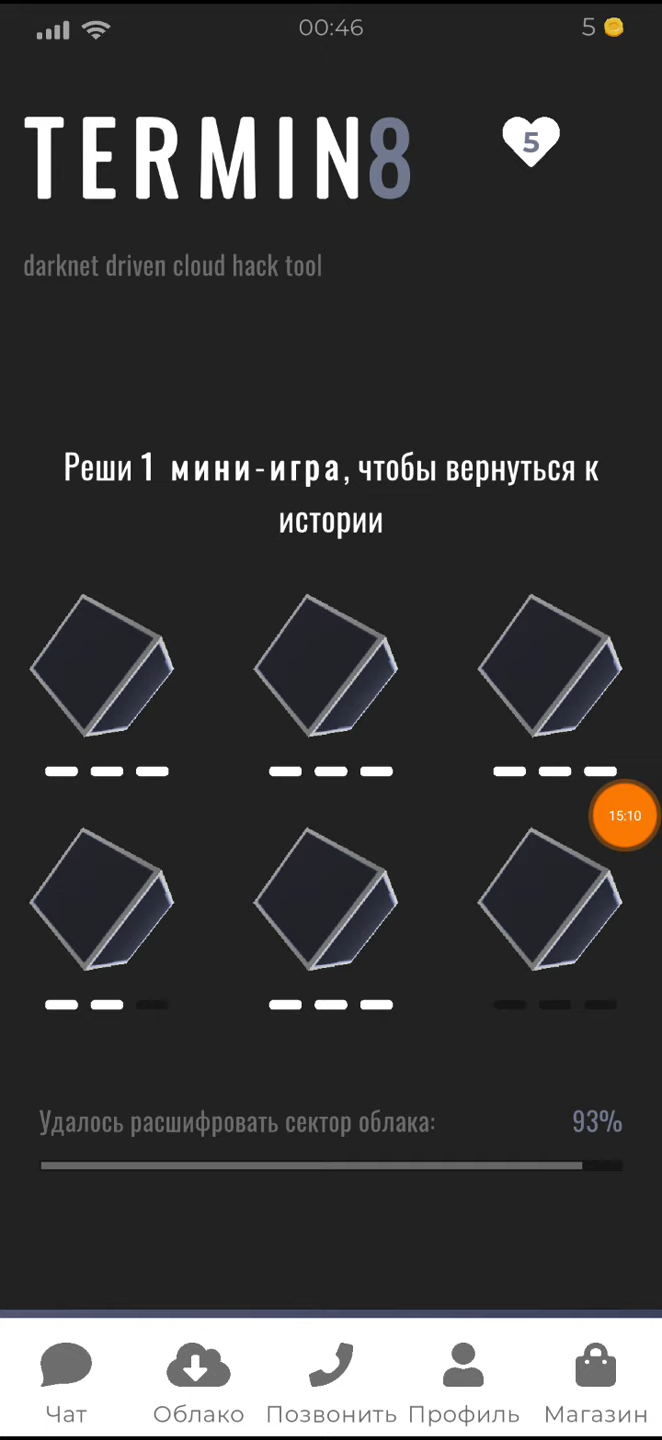 00:46
5
TERMIN8
5
darknet driven cloud hack tool
Реши 1 мини-игра, чтобы вернуться к
истории
15:10
Удалось расшифровать сектор облака: 93%
Чат Облако Позвонить Профиль Магазин